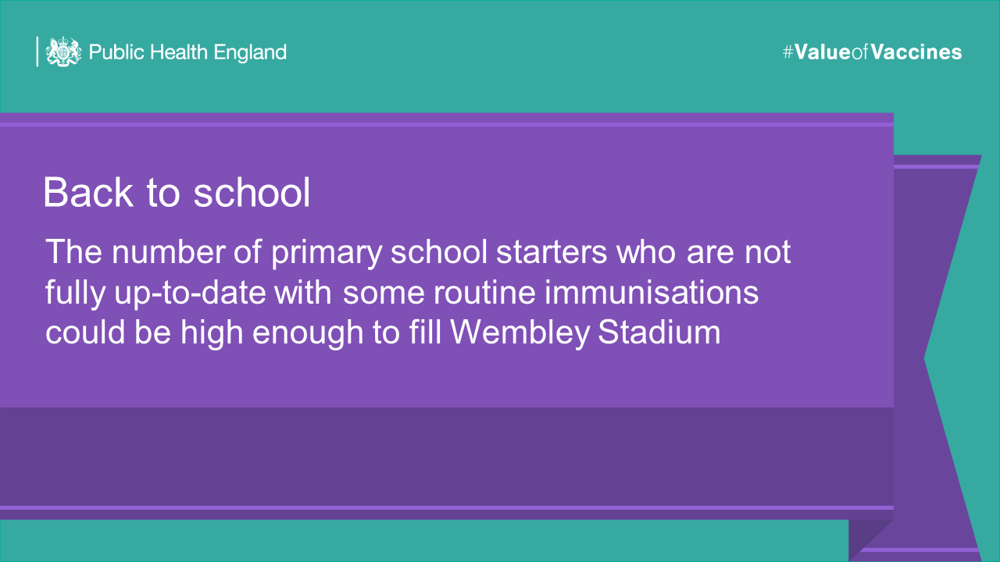 Public Health England
#ValueofVaccines
Back to school
The number of primary school starters who are not
fully up-to-date with some routine immunisations
could be high enough to fill Wembley Stadium